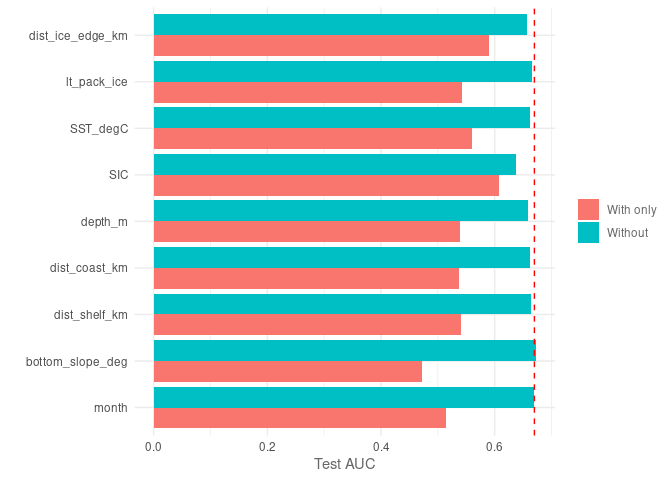 dist_ice_edge_km
lt_pack_ice
SST_degC
SIC
depth_m
dist_coast_km
dist_shelf_km
bottom_slope_deg
month
0.0 0.2 0.4 0.6
Test AUC
With only
Without